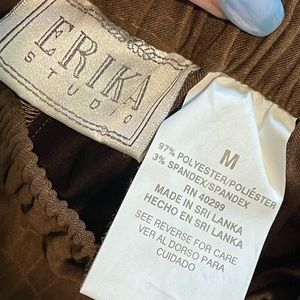 ERIKA
STUDIO
M
97% POLYESTER/POLIÉSTER
3% SPANDEX/SPANDEX
RN 40299
MADE IN SRI LANKA
HECHO EN SRI LANKA
SEE REVERSE FOR CARE
VER AL DORSO PARA
CUIDADO